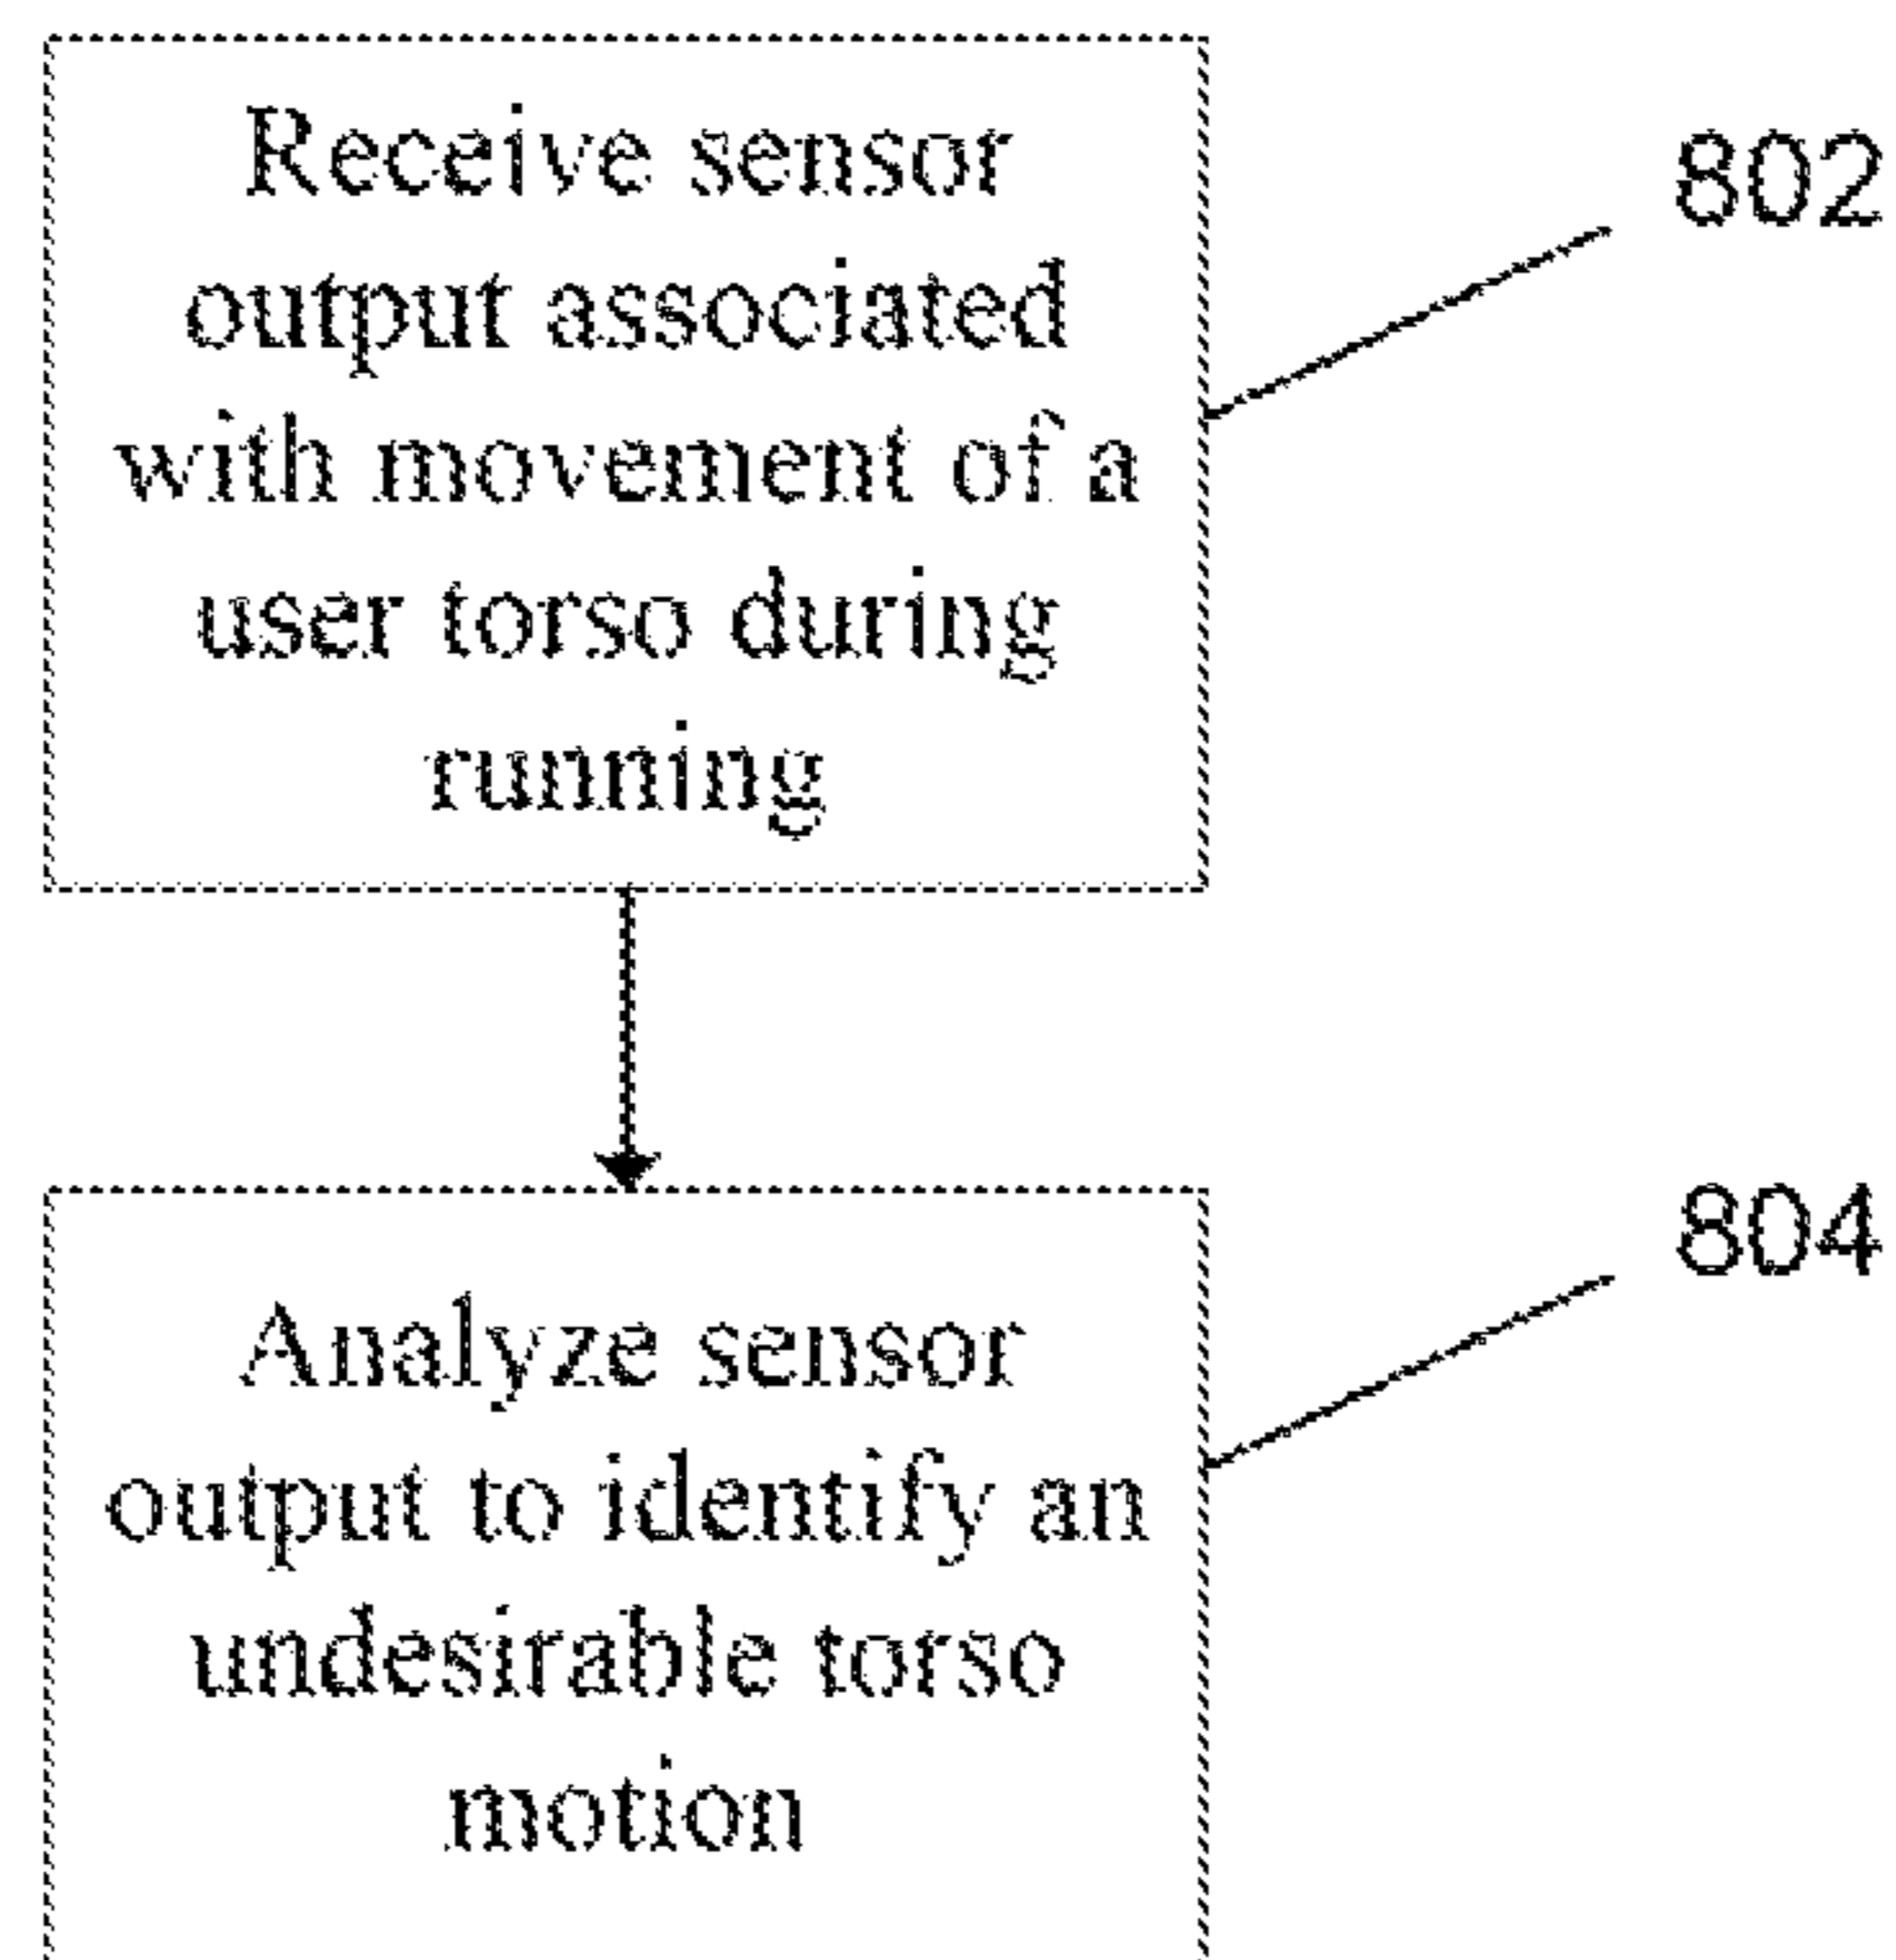 Receive sensor
output associated
with movement of a
user torso during
running
802
Analyze sensor
output to identify an
undesirable torso
motion
804